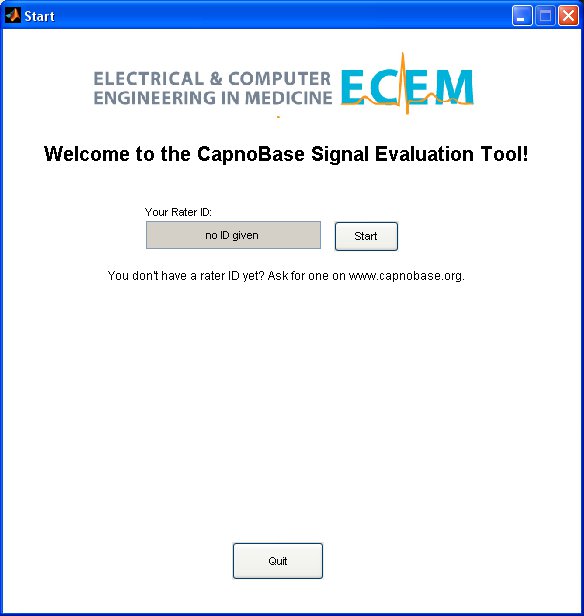 Start
ELECTRICAL & COMPUTER
ENGINEERING IN MEDICINE
ECEM
Welcome to the CapnoBase Signal Evaluation Tool!
Your Rater ID:
no ID given
Start
You don't have a rater ID yet? Ask for one on www.capnobase.org.
Quit